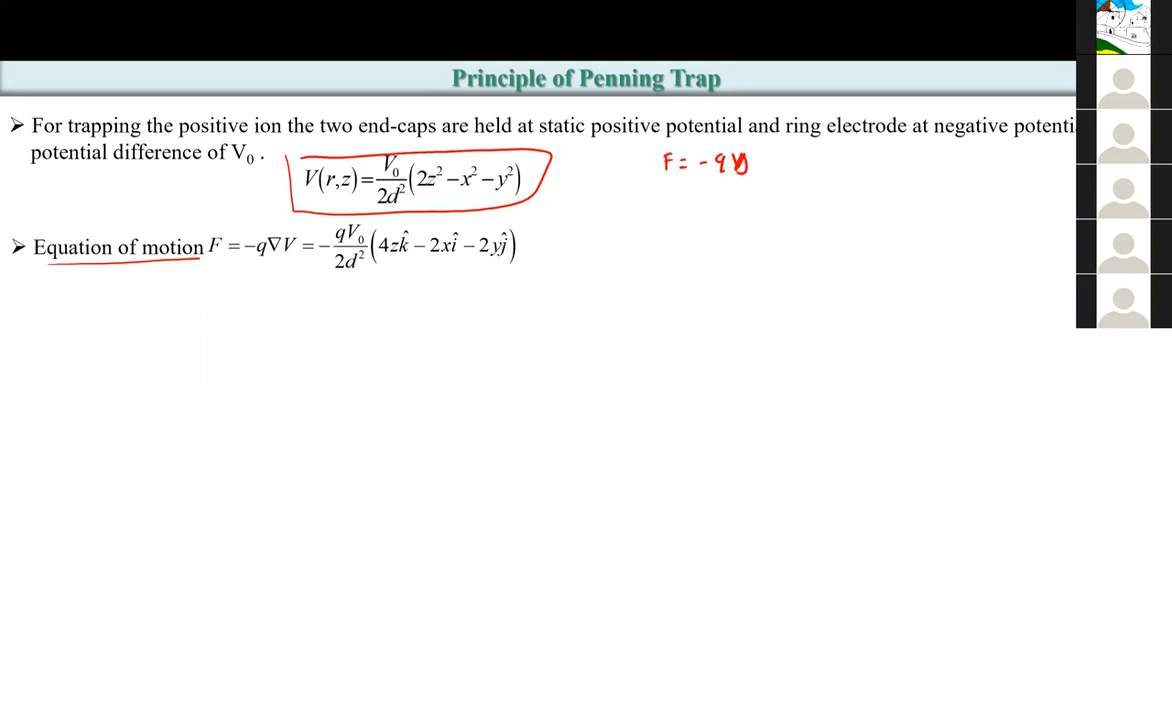 Principle of Penning Trap
➤ For trapping the positive ion the two end-caps are held at static positive potential and ring electrode at negative potenti
potential difference of V₀ .
V(r,z)=V₀/2d²(2z²−x²−y²)
F = -q
➤ Equation of motion F = −q∇V = −qV₀/2d²(4zk̂ − 2xî − 2yĵ)